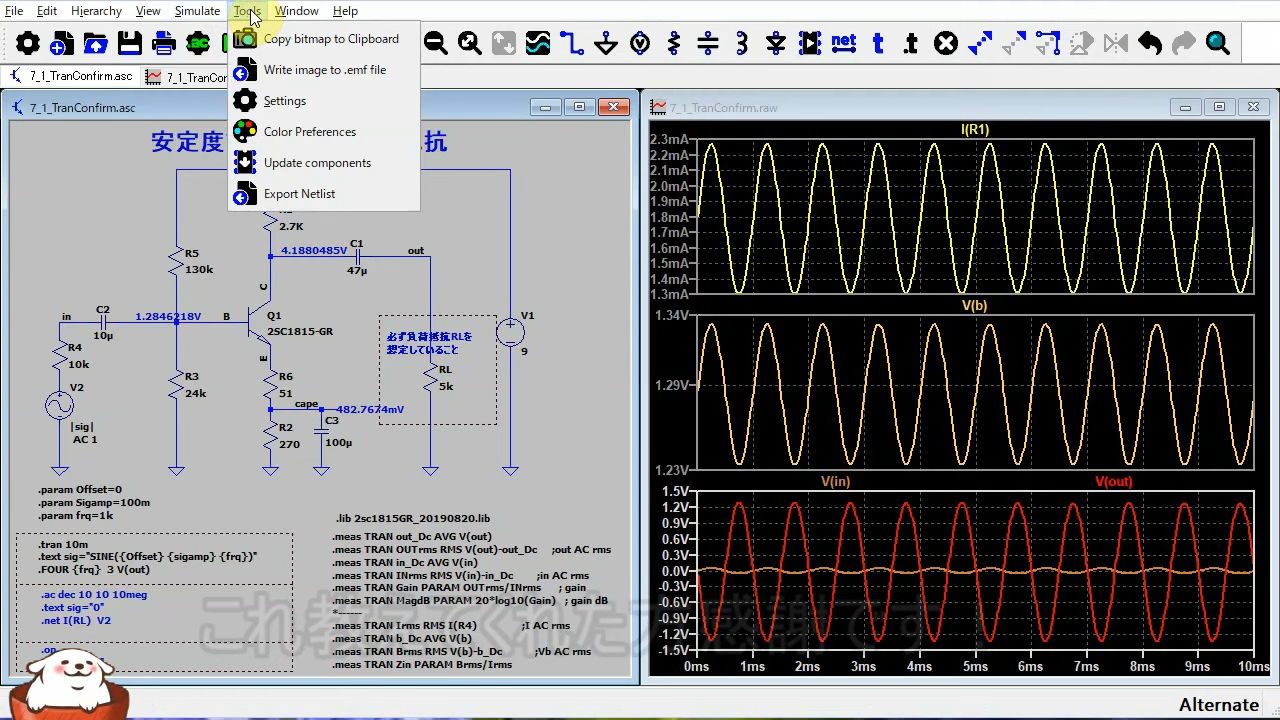 File Edit Hierarchy View Simulate Tools Window Help
ac
net t .t
7_1_TranConfirm.asc
7_1_TranCon
Copy bitmap to Clipboard
Write image to .emf file
Settings
Color Preferences
Update components
Export Netlist
7_1_TranConfirm.asc
安定度
抗
2.7K
4.1880485V
C1
out
47µ
R5
130k
C
in
C2
10µ
1.2846218V
B
Q1
2SC1815-GR
E
V1
9
必ず負荷抵抗RLを
想定していること
RL
5k
R4
10k
R3
24k
R6
51
V2
|sig|
AC 1
cape
482.7674mV
C3
100µ
R2
270
.param Offset=0
.param Sigamp=100m
.param frq=1k
.tran 10m
.text sig="SINE({Offset} {sigamp} {frq})"
.FOUR {frq} 3 V(out)
.ac dec 10 10 10meg
.text sig="0"
.net I(RL) V2
.op
.lib 2sc1815GR_20190820.lib
.meas TRAN out_Dc AVG V(out)
.meas TRAN OUTrms RMS V(out)-out_Dc ;out AC rms
.meas TRAN in_Dc AVG V(in)
.meas TRAN INrms RMS V(in)-in_Dc ;in AC rms
.meas TRAN Gain PARAM OUTrms/INrms ; gain
.meas TRAN MagdB PARAM 20*log10(Gain) ; gain dB
*------
.meas TRAN Irms RMS I(R4) ;I AC rms
.meas TRAN b_Dc AVG V(b)
.meas TRAN Brms RMS V(b)-b_Dc ;Vb AC rms
.meas TRAN Zin PARAM Brms/Irms
7_1_TranConfirm.raw
I(R1)
2.3mA
2.2mA
2.1mA
2.0mA
1.9mA
1.8mA
1.7mA
1.6mA
1.5mA
1.4mA
1.3mA
V(b)
1.34V
1.29V
1.23V
V(in) V(out)
1.5V
1.2V
0.9V
0.6V
0.3V
0.0V
-0.3V
-0.6V
-0.9V
-1.2V
-1.5V
0ms 1ms 2ms 3ms 4ms 5ms 6ms 7ms 8ms 9ms 10ms
Alternate